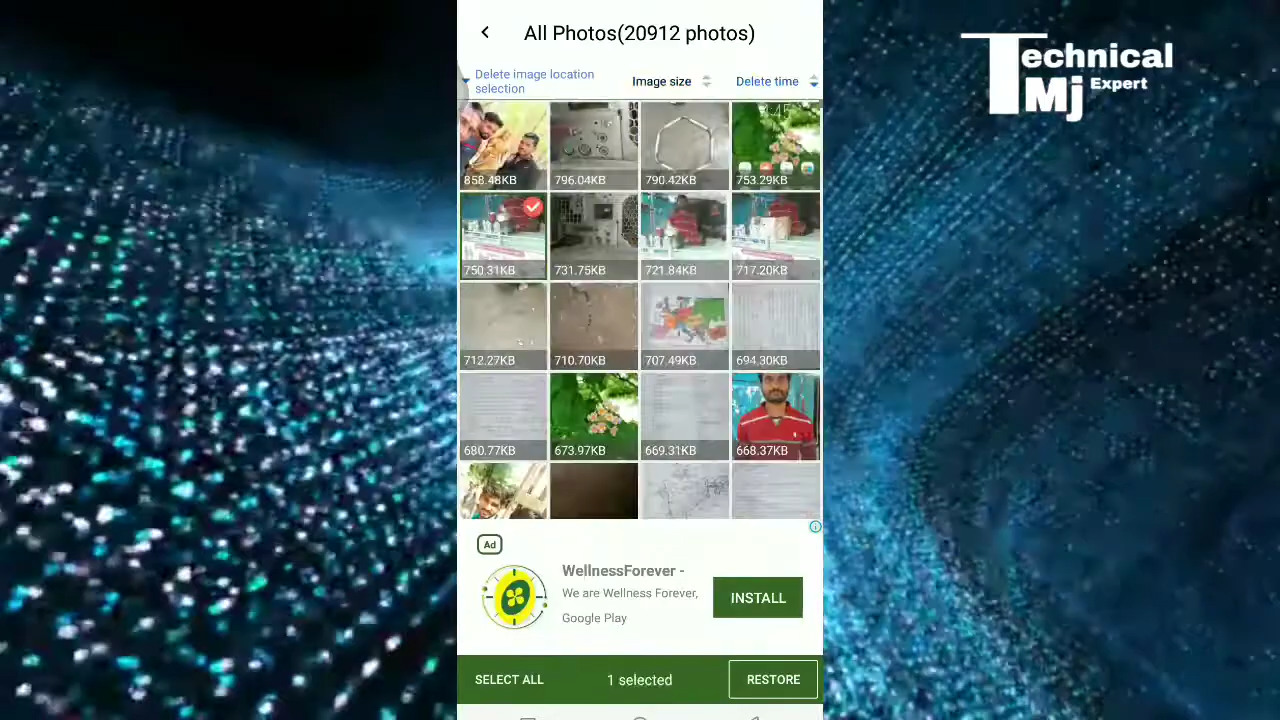 All Photos(20912 photos)
Technical
Mj Expert
Delete image location
selection
Image size
Delete time
858.48KB
796.04KB
790.42KB
753.29KB
750.31KB
731.75KB
721.84KB
717.20KB
712.27KB
710.70KB
707.49KB
694.30KB
680.77KB
673.97KB
669.31KB
668.37KB
Ad
WellnessForever -
We are Wellness Forever,
Google Play
INSTALL
SELECT ALL
1 selected
RESTORE